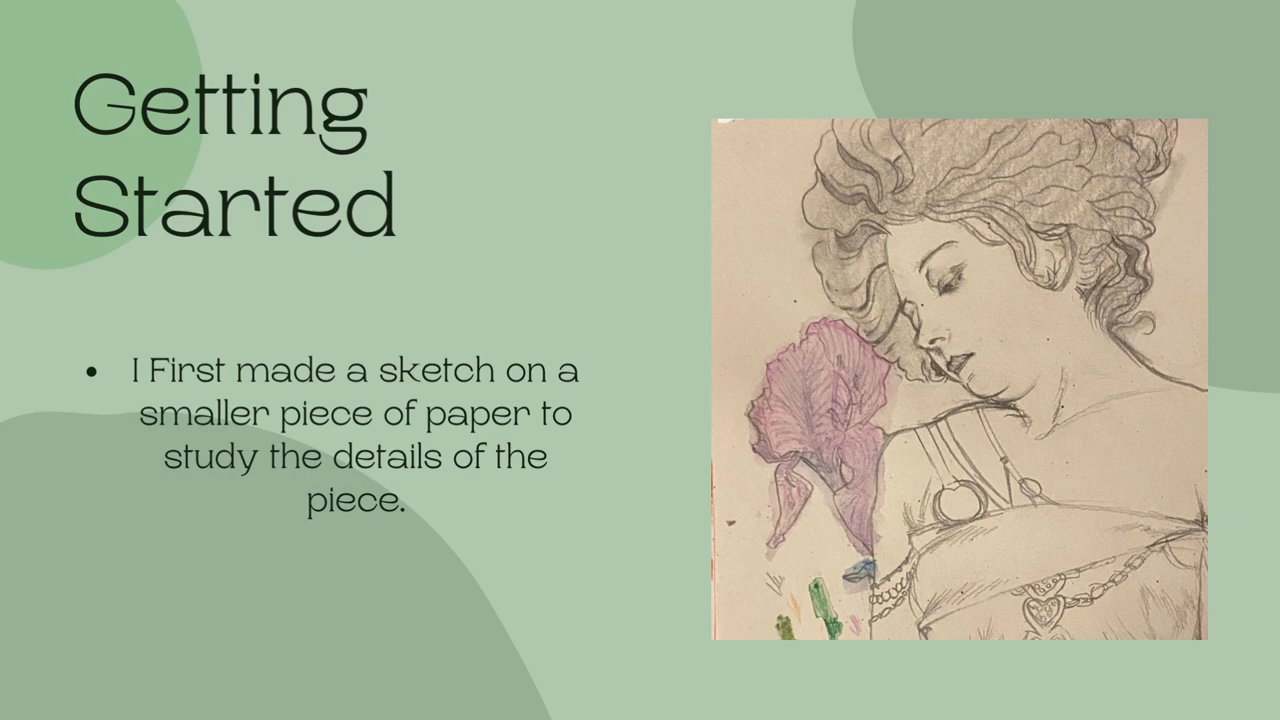 Getting
Started
• I First made a sketch on a
smaller piece of paper to
study the details of the
piece.